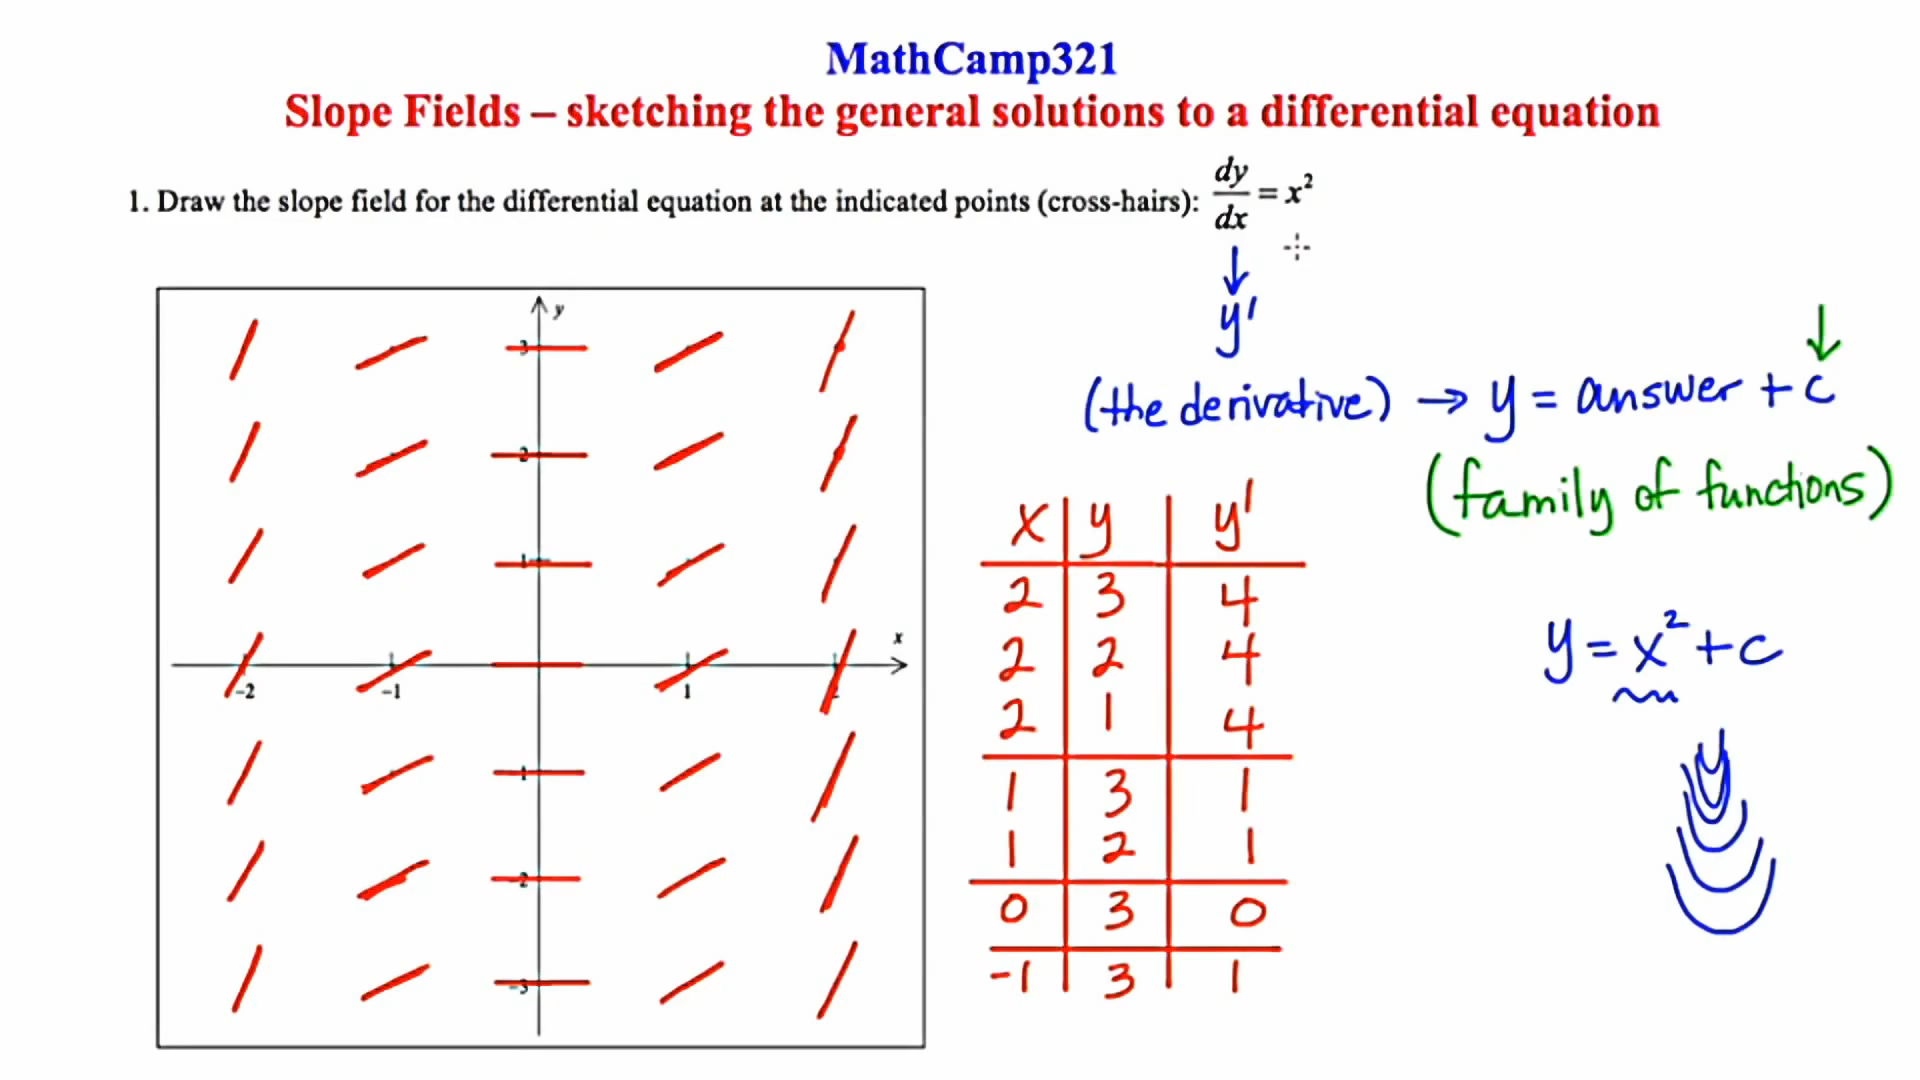 MathCamp321
Slope Fields – sketching the general solutions to a differential equation
1. Draw the slope field for the differential equation at the indicated points (cross-hairs): dy/dx = x²
↓
y'
(the derivative) → y = answer + c
↓
(family of functions)
y = x² + c
y
3
2
1
x
-2 -1 1 2
-1
-2
-3
x y y'
2 3 4
2 2 4
2 1 4
1 3 1
1 2 1
0 3 0
-1 3 1